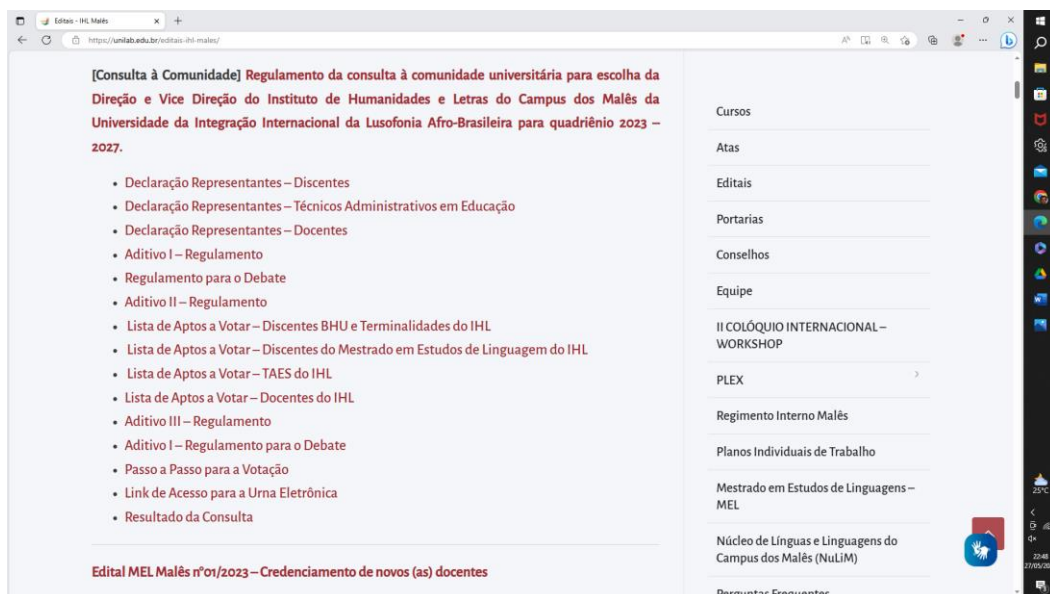 Editais - IHL Malês
https://unilab.edu.br/editais-ihl-males/
[Consulta à Comunidade] Regulamento da consulta à comunidade universitária para escolha da
Direção e Vice Direção do Instituto de Humanidades e Letras do Campus dos Malês da
Universidade da Integração Internacional da Lusofonia Afro-Brasileira para quadriênio 2023 –
2027.
• Declaração Representantes – Discentes
• Declaração Representantes – Técnicos Administrativos em Educação
• Declaração Representantes – Docentes
• Aditivo I – Regulamento
• Regulamento para o Debate
• Aditivo II – Regulamento
• Lista de Aptos a Votar – Discentes BHU e Terminalidades do IHL
• Lista de Aptos a Votar – Discentes do Mestrado em Estudos de Linguagem do IHL
• Lista de Aptos a Votar – TAES do IHL
• Lista de Aptos a Votar – Docentes do IHL
• Aditivo III – Regulamento
• Aditivo I – Regulamento para o Debate
• Passo a Passo para a Votação
• Link de Acesso para a Urna Eletrônica
• Resultado da Consulta
Edital MEL Malês nº01/2023 – Credenciamento de novos (as) docentes
Cursos
Atas
Editais
Portarias
Conselhos
Equipe
II COLÓQUIO INTERNACIONAL –
WORKSHOP
PLEX
Regimento Interno Malês
Planos Individuais de Trabalho
Mestrado em Estudos de Linguagens –
MEL
Núcleo de Línguas e Linguagens do
Campus dos Malês (NuLiM)
Perguntas Frequentes
25°C
22:48
27/05/20